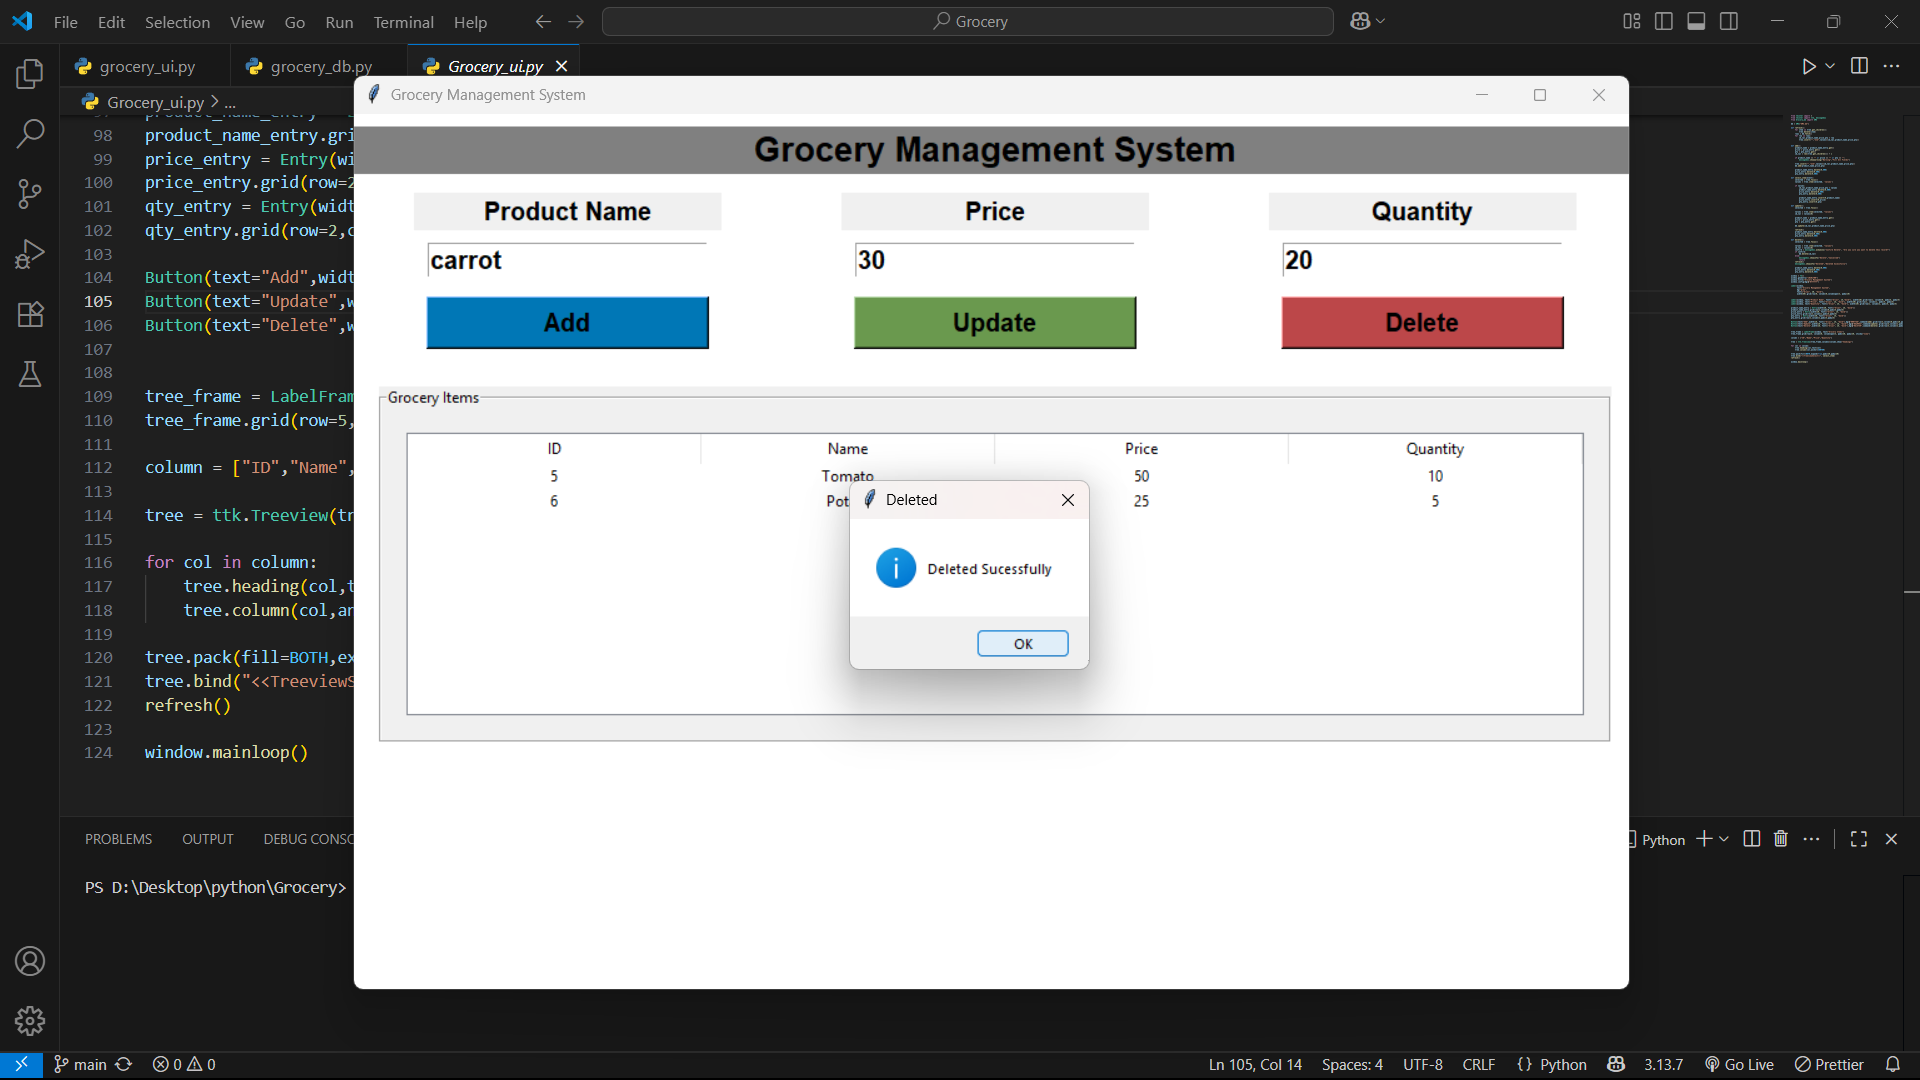 File Edit Selection View Go Run Terminal Help
Grocery
grocery_ui.py
grocery_db.py
Grocery_ui.py
Grocery_ui.py > ...
98 product_name_entry.gri
99 price_entry = Entry(wi
100 price_entry.grid(row=2
101 qty_entry = Entry(widt
102 qty_entry.grid(row=2,c
103
104 Button(text="Add",widt
105 Button(text="Update",w
106 Button(text="Delete",w
107
108
109 tree_frame = LabelFram
110 tree_frame.grid(row=5,
111
112 column = ["ID","Name",
113
114 tree = ttk.Treeview(tr
115
116 for col in column:
117 tree.heading(col,t
118 tree.column(col,an
119
120 tree.pack(fill=BOTH,ex
121 tree.bind("<<TreeviewS
122 refresh()
123
124 window.mainloop()
Grocery Management System
Grocery Management System
Product Name Price Quantity
carrot 30 20
Add Update Delete
Grocery Items
ID Name Price Quantity
5 Tomato 50 10
6 Pot 25 5
Deleted
Deleted Sucessfully
OK
PROBLEMS OUTPUT DEBUG CONSC
Python
PS D:\Desktop\python\Grocery>
main 0 0 Ln 105, Col 14 Spaces: 4 UTF-8 CRLF {} Python 3.13.7 Go Live Prettier